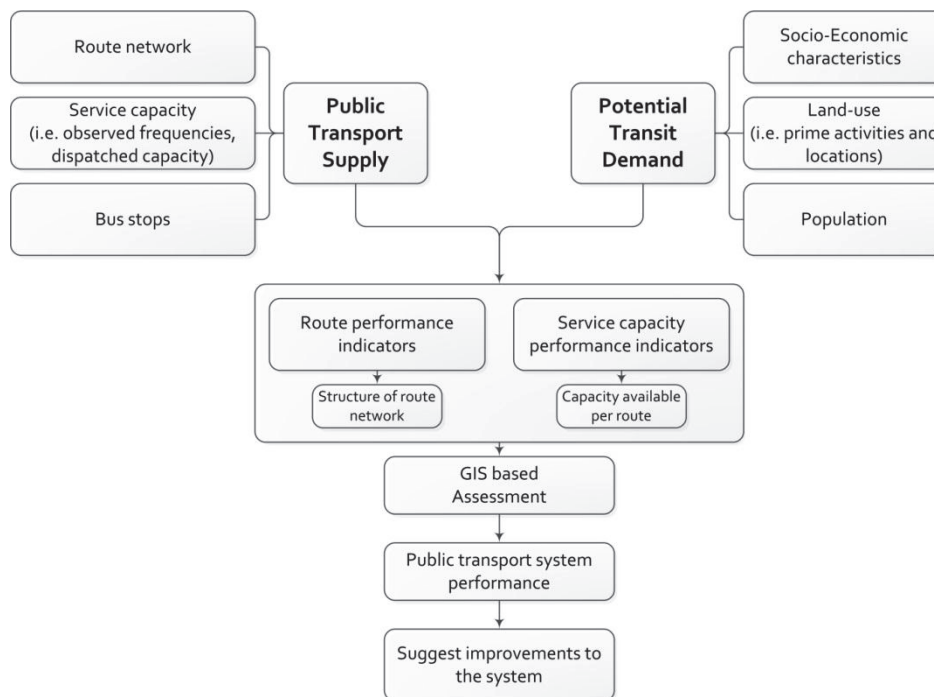 Route network
Service capacity
(i.e. observed frequencies,
dispatched capacity)
Bus stops
Public
Transport
Supply
Potential
Transit
Demand
Socio-Economic
characteristics
Land-use
(i.e. prime activities and
locations)
Population
Route performance
indicators
Structure of route
network
Service capacity
performance indicators
Capacity available
per route
GIS based
Assessment
Public transport system
performance
Suggest improvements to
the system